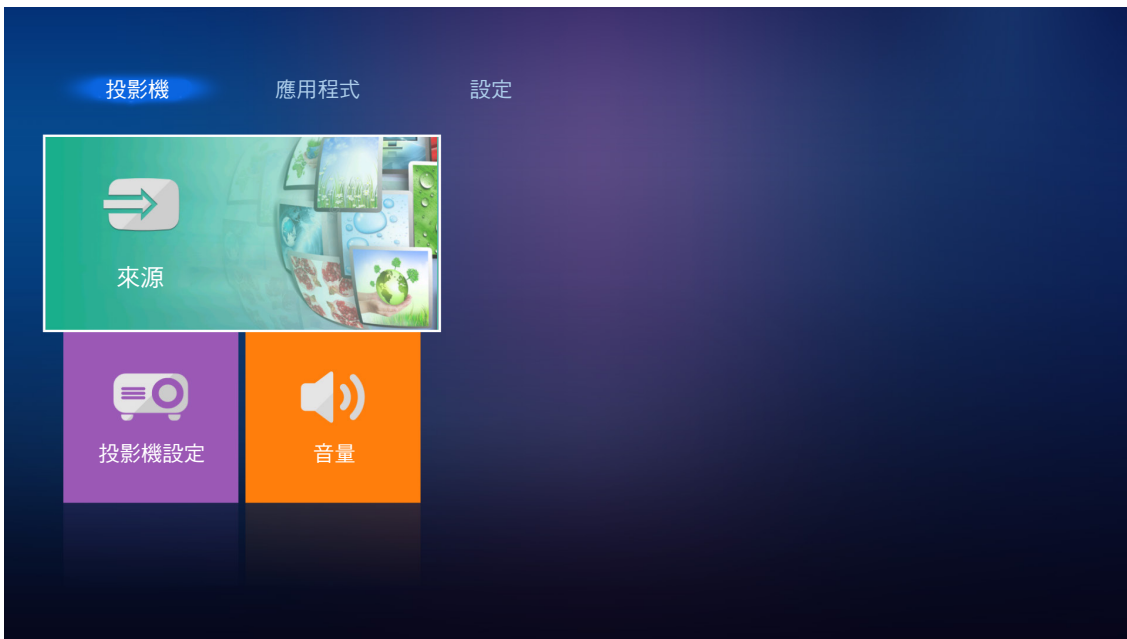 投影機 應用程式 設定
來源
投影機設定 音量